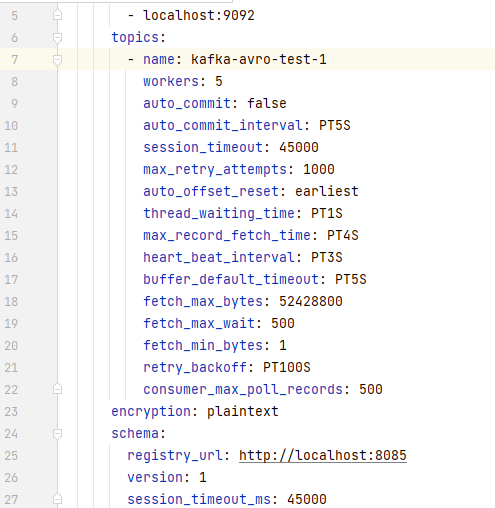 5 - localhost:9092
6 topics:
7 - name: kafka-avro-test-1
8 workers: 5
9 auto_commit: false
10 auto_commit_interval: PT5S
11 session_timeout: 45000
12 max_retry_attempts: 1000
13 auto_offset_reset: earliest
14 thread_waiting_time: PT1S
15 max_record_fetch_time: PT4S
16 heart_beat_interval: PT3S
17 buffer_default_timeout: PT5S
18 fetch_max_bytes: 52428800
19 fetch_max_wait: 500
20 fetch_min_bytes: 1
21 retry_backoff: PT100S
22 consumer_max_poll_records: 500
23 encryption: plaintext
24 schema:
25 registry_url: http://localhost:8085
26 version: 1
27 session_timeout_ms: 45000